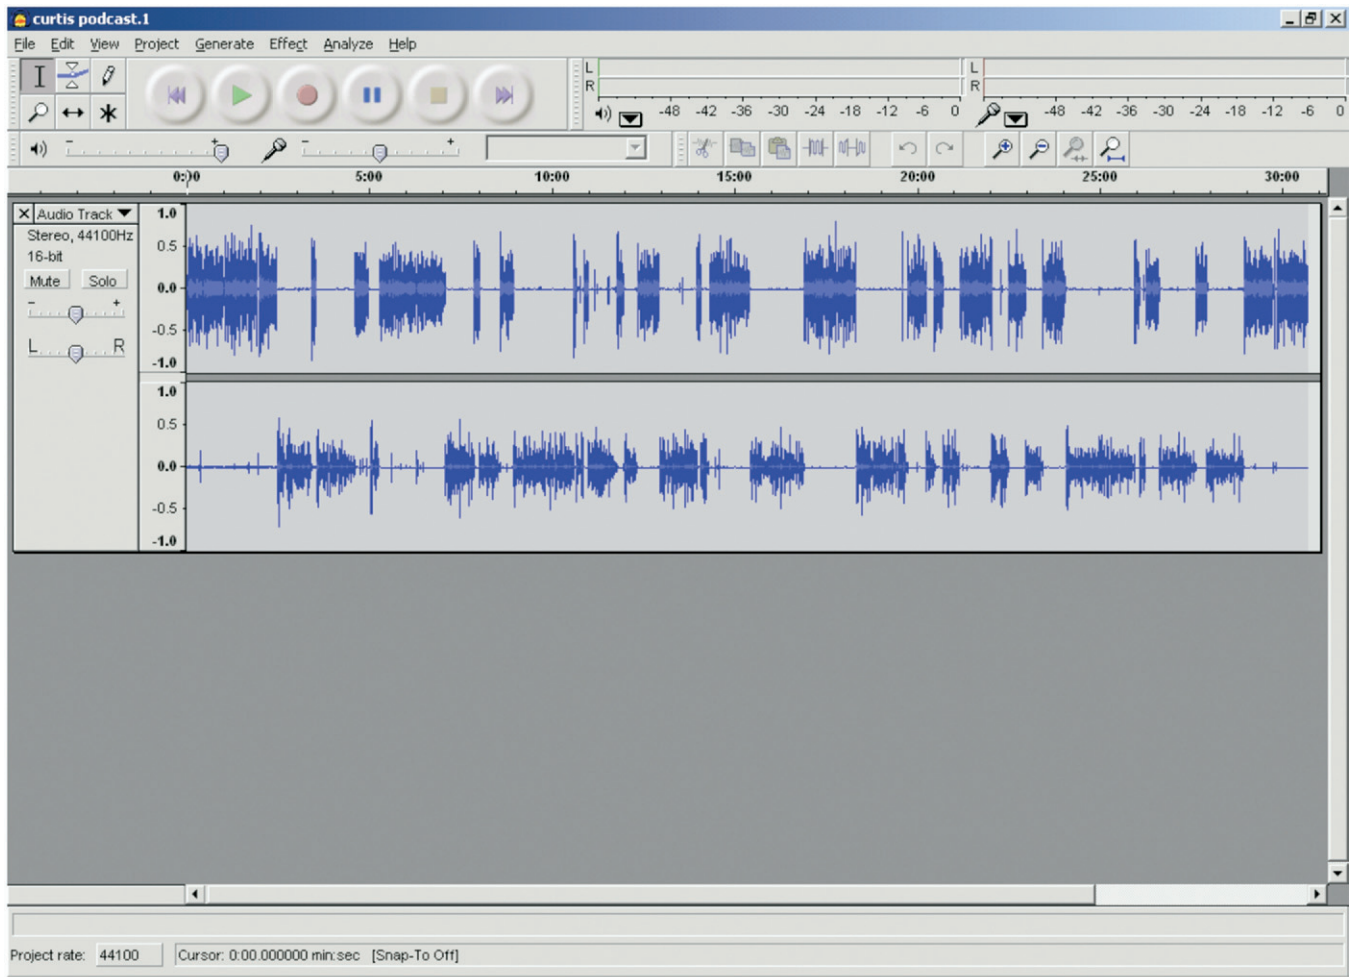 curtis podcast.1
File Edit View Project Generate Effect Analyze Help
L
R
-48 -42 -36 -30 -24 -18 -12 -6 0
L
R
-48 -42 -36 -30 -24 -18 -12 -6 0
- +
- +
0:00 5:00 10:00 15:00 20:00 25:00 30:00
Audio Track
Stereo, 44100Hz
16-bit
Mute Solo
- +
L R
1.0
0.5
0.0
-0.5
-1.0
1.0
0.5
0.0
-0.5
-1.0
Project rate: 44100 Cursor: 0:00.000000 min:sec [Snap-To Off]